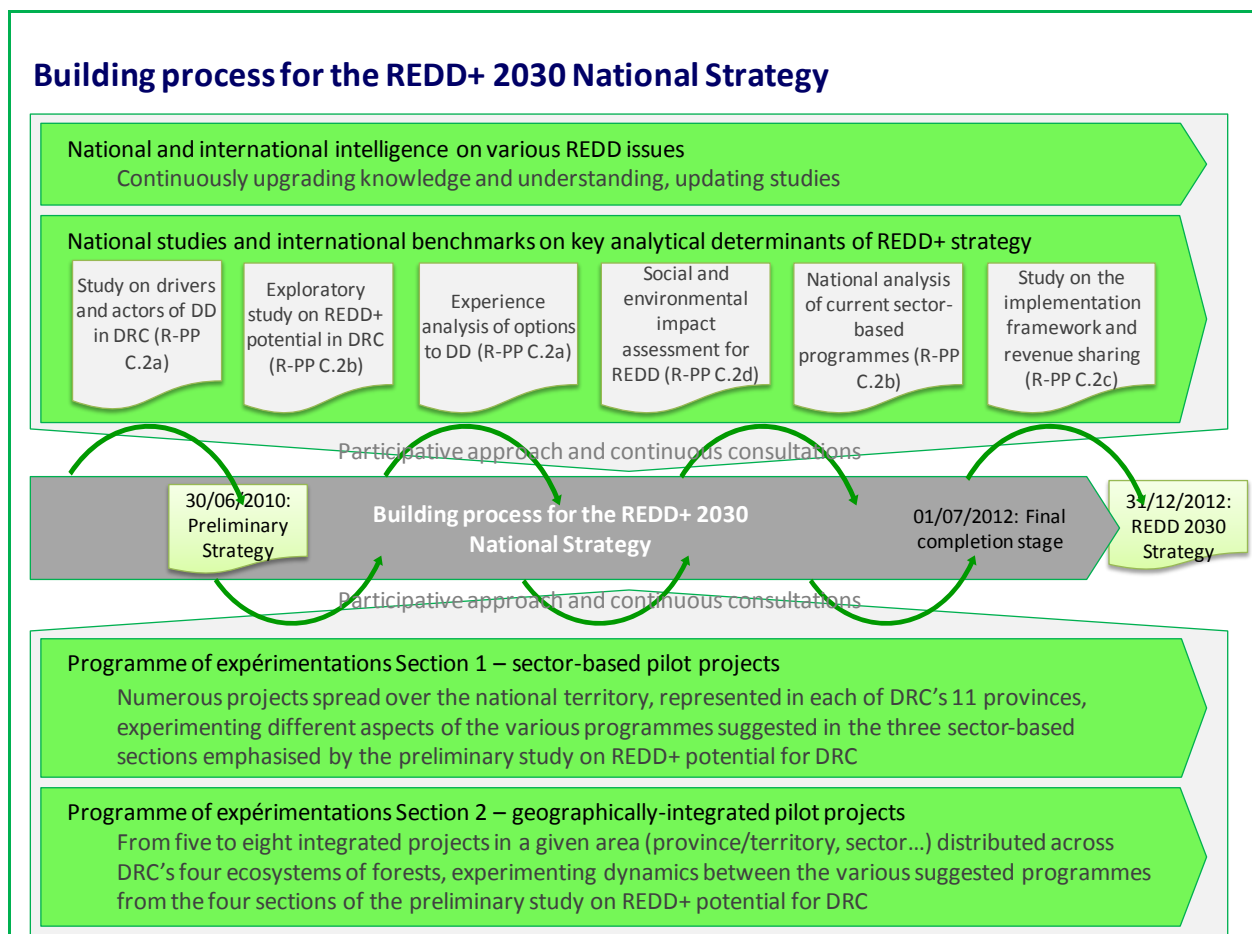 Building process for the REDD+ 2030 National Strategy
National and international intelligence on various REDD issues
Continuously upgrading knowledge and understanding, updating studies
National studies and international benchmarks on key analytical determinants of REDD+ strategy
Study on drivers
and actors of DD
in DRC (R-PP
C.2a)
Exploratory
study on REDD+
potential in DRC
(R-PP C.2b)
Experience
analysis of options
to DD (R-PP C.2a)
Social and
environmental
impact
assessment for
REDD (R-PP C.2d)
National analysis
of current sector-
based
programmes (R-PP
C.2b)
Study on the
implementation
framework and
revenue sharing
(R-PP C.2c)
Participative approach and continuous consultations
30/06/2010:
Preliminary
Strategy
Building process for the REDD+ 2030
National Strategy
01/07/2012: Final
completion stage
31/12/2012:
REDD 2030
Strategy
Participative approach and continuous consultations
Programme of expérimentations Section 1 – sector-based pilot projects
Numerous projects spread over the national territory, represented in each of DRC's 11 provinces,
experimenting different aspects of the various programmes suggested in the three sector-based
sections emphasised by the preliminary study on REDD+ potential for DRC
Programme of expérimentations Section 2 – geographically-integrated pilot projects
From five to eight integrated projects in a given area (province/territory, sector…) distributed across
DRC's four ecosystems of forests, experimenting dynamics between the various suggested programmes
from the four sections of the preliminary study on REDD+ potential for DRC